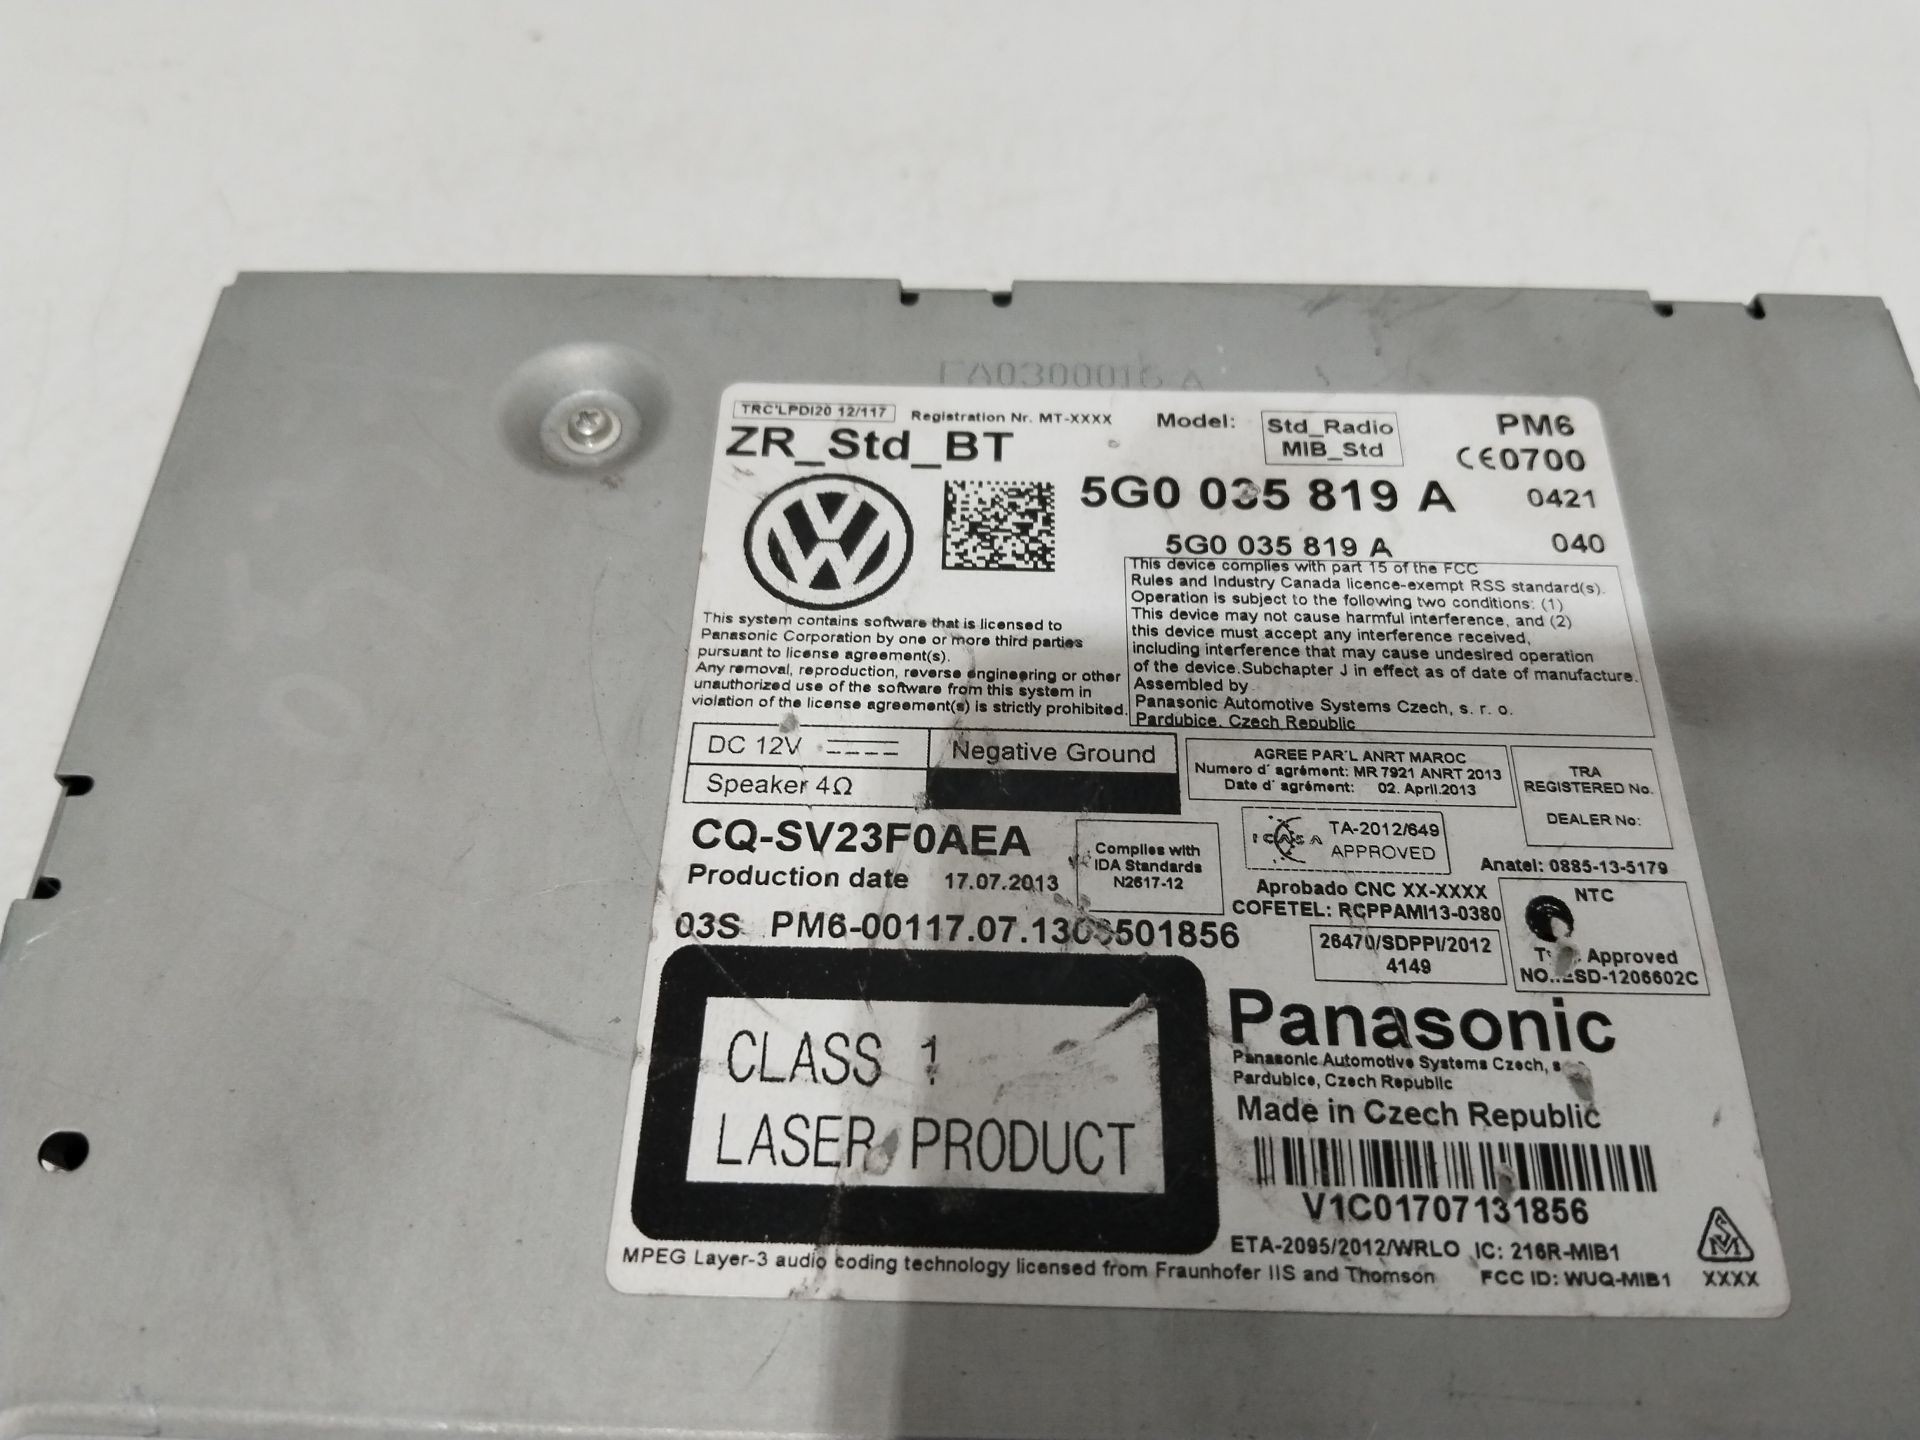 TRC'LPDI20 12/117
Registration Nr. MT-XXXX
Model:
Std_Radio
MIB_Std
PM6
CE0700
ZR_Std_BT
5G0 035 819 A
0421
5G0 035 819 A
040
This device complies with part 15 of the FCC
Rules and Industry Canada licence-exempt RSS standard(s).
Operation is subject to the following two conditions: (1)
This device may not cause harmful interference, and (2)
this device must accept any interference received,
including interference that may cause undesired operation
of the device.Subchapter J in effect as of date of manufacture.
Assembled by
Panasonic Automotive Systems Czech, s. r. o.
Pardubice, Czech Republic
This system contains software that is licensed to
Panasonic Corporation by one or more third parties
pursuant to license agreement(s).
Any removal, reproduction, reverse engineering or other
unauthorized use of the software from this system in
violation of the license agreement(s) is strictly prohibited.
DC 12V
Negative Ground
Speaker 4Ω
AGREE PAR'L ANRT MAROC
Numero d' agrément: MR 7921 ANRT 2013
Date d' agrément: 02. April.2013
TRA
REGISTERED No.
DEALER No:
CQ-SV23F0AEA
Production date 17.07.2013
Complies with
IDA Standards
N2617-12
ICASA
TA-2012/649
APPROVED
Anatel: 0885-13-5179
Aprobado CNC XX-XXXX
COFETEL: RCPPAMI13-0380
26470/SDPPI/2012
4149
NTC
Approved
03S PM6-00117.07.1303501856
CLASS 1
LASER PRODUCT
Panasonic
Panasonic Automotive Systems Czech,
Pardubice, Czech Republic
Made in Czech Republic
V1C01707131856
ETA-2095/2012/WRLO IC: 216R-MIB1
MPEG Layer-3 audio coding technology licensed from Fraunhofer IIS and Thomson
FCC ID: WUQ-MIB1
XXXX